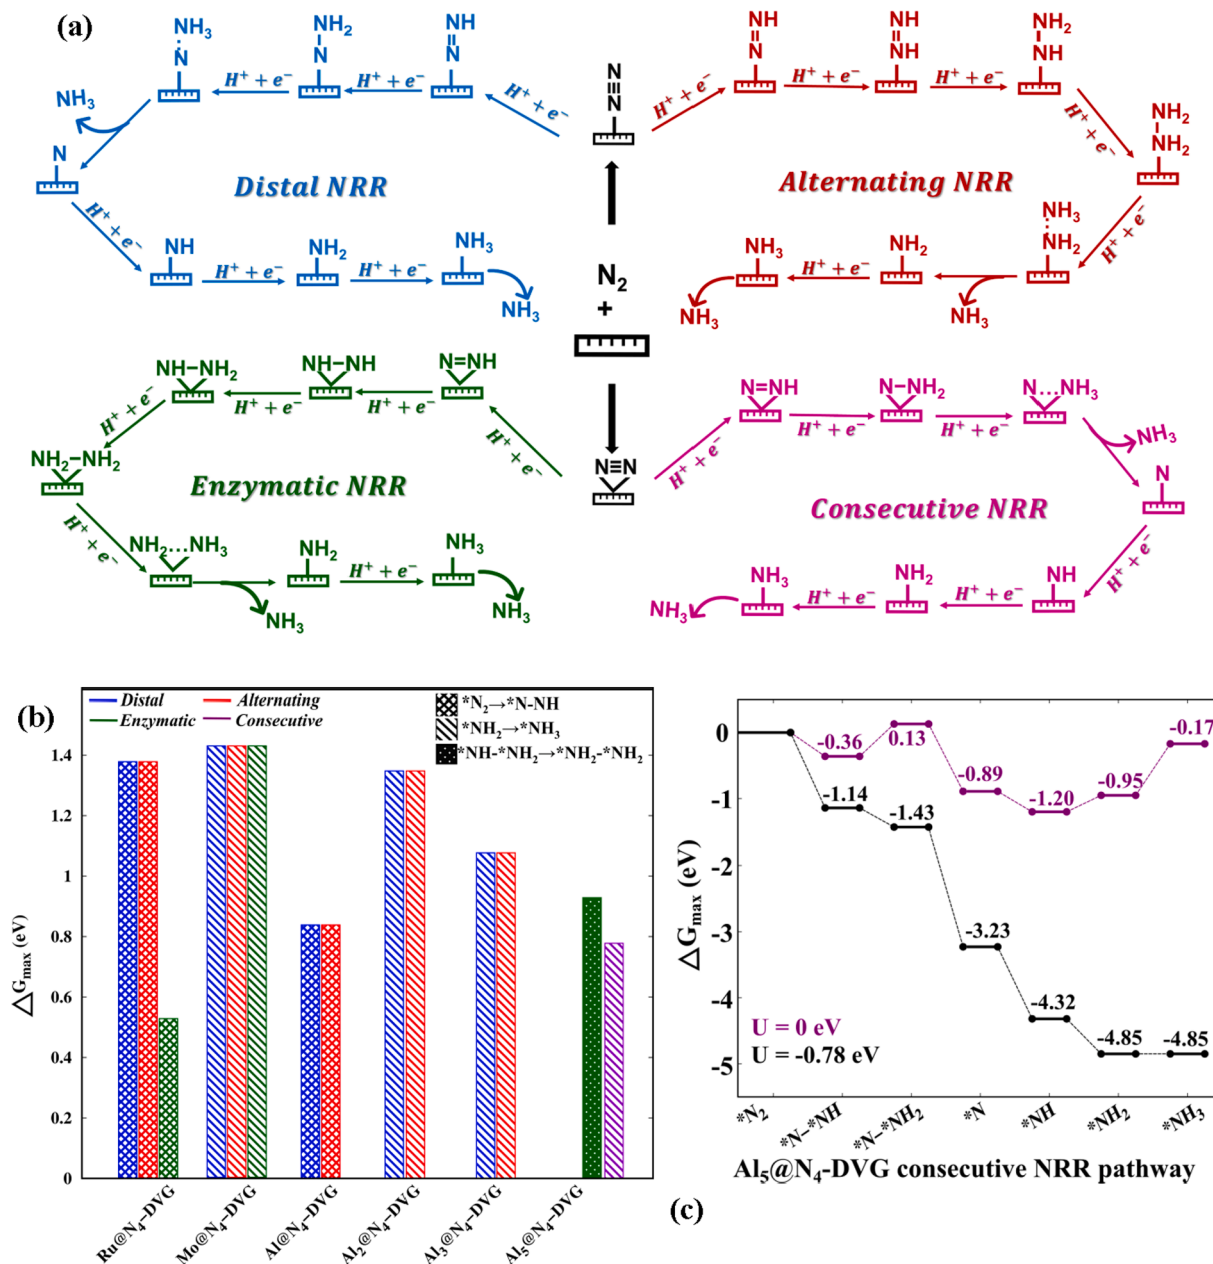 (a)
NH₃
N
H⁺ + e⁻
NH₂
N
H⁺ + e⁻
NH
N
H⁺ + e⁻
N
N
H⁺ + e⁻
NH
N
H⁺ + e⁻
NH
NH
H⁺ + e⁻
NH₂
NH
H⁺ + e⁻
NH₂
NH₂
H⁺ + e⁻
NH₃
NH₂
NH₃
NH₂
H⁺ + e⁻
NH₃
NH₃
Alternating NRR
NH₃
N
Distal NRR
H⁺ + e⁻
NH
H⁺ + e⁻
NH₂
H⁺ + e⁻
NH₃
NH₃
N₂
+
NH–NH₂
H⁺ + e⁻
NH–NH
H⁺ + e⁻
N=NH
H⁺ + e⁻
H⁺ + e⁻
NH₂–NH₂
Enzymatic NRR
H⁺ + e⁻
NH₂...NH₃
NH₃
NH₂
H⁺ + e⁻
NH₃
NH₃
N≡N
H⁺ + e⁻
N=NH
H⁺ + e⁻
N–NH₂
H⁺ + e⁻
N...NH₃
NH₃
N
Consecutive NRR
H⁺ + e⁻
NH
H⁺ + e⁻
NH₂
H⁺ + e⁻
NH₃
NH₃
(b)
Distal
Alternating
Enzymatic
Consecutive
*N₂→*N-NH
*NH₂→*NH₃
*NH-*NH₂→*NH₂-*NH₂
△G_max (eV)
1.4
1.2
1
0.8
0.6
0.4
0.2
0
Ru@N₄–DVG
Mo@N₄–DVG
Al@N₄–DVG
Al₂@N₄–DVG
Al₃@N₄–DVG
Al₅@N₄–DVG
△G_max (eV)
0
-1
-2
-3
-4
-5
-0.36
0.13
-0.89
-1.20
-0.95
-0.17
-1.14
-1.43
-3.23
-4.32
-4.85
-4.85
U = 0 eV
U = -0.78 eV
*N₂
*N–*NH
*N–*NH₂
*N
*NH
*NH₂
*NH₃
Al₅@N₄-DVG consecutive NRR pathway
(c)